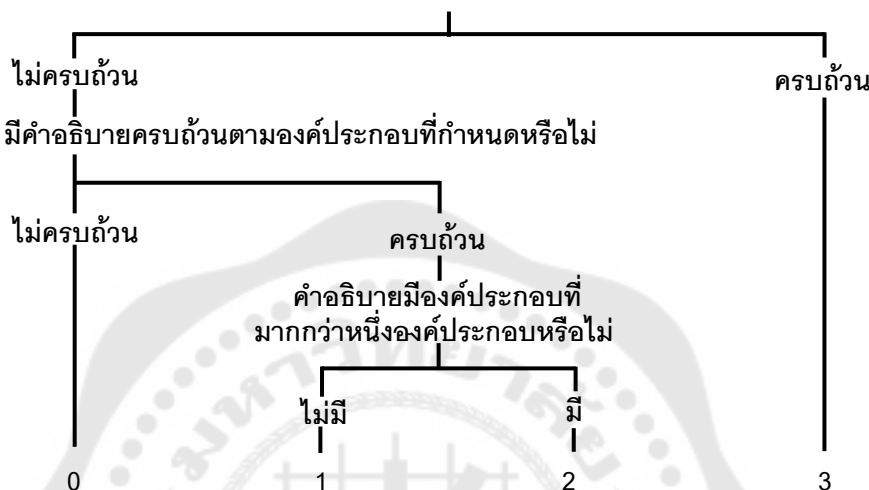 ไม่ครบถ้วน
ครบถ้วน
มีคำอธิบายครบถ้วนตามองค์ประกอบที่กำหนดหรือไม่
ไม่ครบถ้วน
ครบถ้วน
คำอธิบายมีองค์ประกอบที่
มากกว่าหนึ่งองค์ประกอบหรือไม่
ไม่มี
มี
0 1 2 3